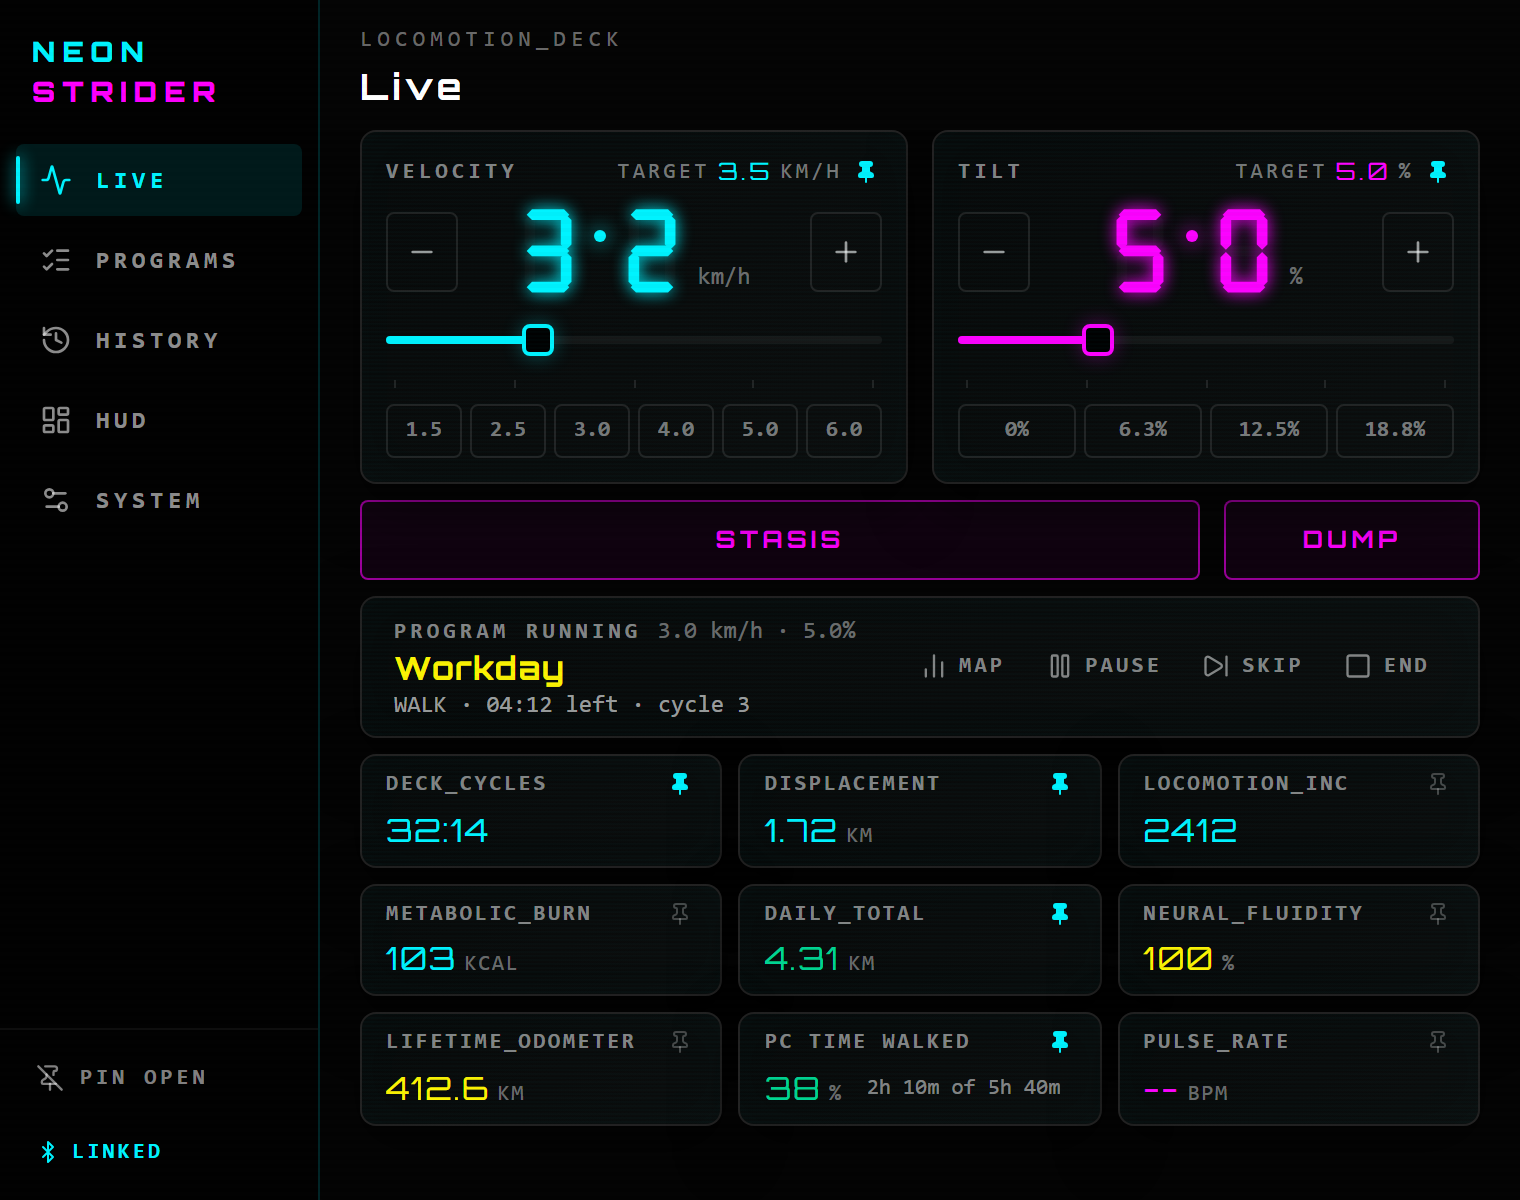 NEON
STRIDER
LIVE
PROGRAMS
HISTORY
HUD
SYSTEM
PIN OPEN
LINKED
LOCOMOTION_DECK
Live
VELOCITY TARGET 3.5 KM/H
− 3.2 km/h +
1.5 2.5 3.0 4.0 5.0 6.0
TILT TARGET 5.0 %
− 5.0 % +
0% 6.3% 12.5% 18.8%
STASIS DUMP
PROGRAM RUNNING 3.0 km/h · 5.0%
Workday
WALK · 04:12 left · cycle 3
MAP PAUSE SKIP END
DECK_CYCLES
32:14
DISPLACEMENT
1.72 KM
LOCOMOTION_INC
2412
METABOLIC_BURN
103 KCAL
DAILY_TOTAL
4.31 KM
NEURAL_FLUIDITY
100 %
LIFETIME_ODOMETER
412.6 KM
PC TIME WALKED
38 % 2h 10m of 5h 40m
PULSE_RATE
-- BPM